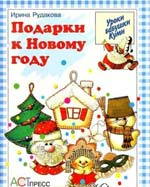 Ирина Рудакова
Подарки
к Новому
году
Уроки
бабушки
Куми
АСТ ПРЕСС